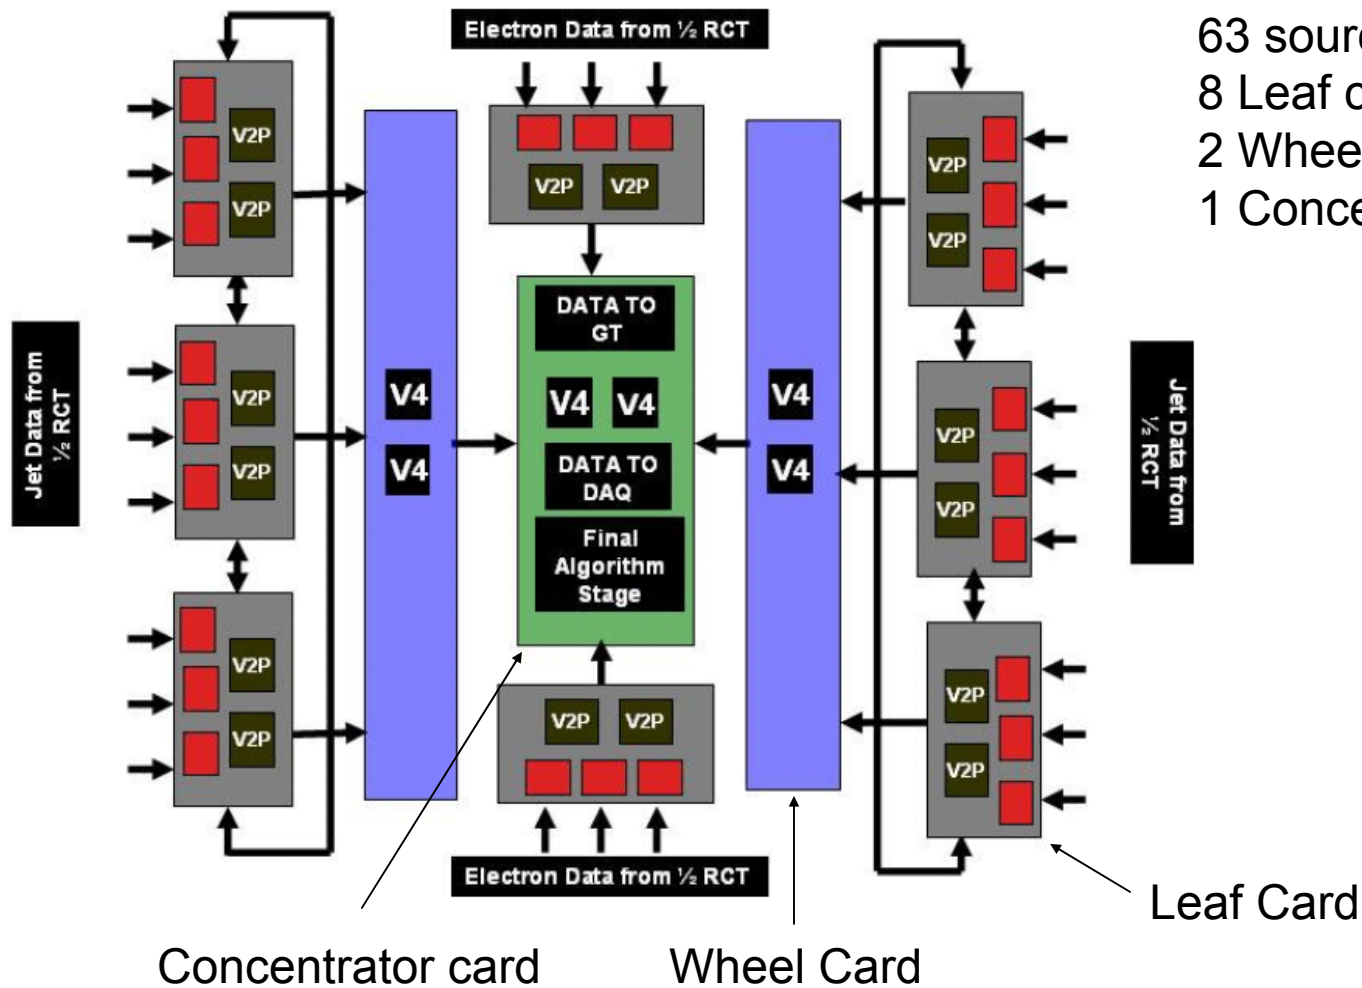 Electron Data from ½ RCT
63 sour
8 Leaf
2 Whee
1 Conce
V2P
V2P
V2P
V2P
V2P
V2P
DATA TO
GT
Jet Data from
½ RCT
V2P
V2P
V4
V4
V4
V4
DATA TO
DAQ
Final
Algorithm
Stage
V4
V4
V2P
V2P
Jet Data from
½ RCT
V2P
V2P
V2P
V2P
V2P
V2P
Electron Data from ½ RCT
Leaf Card
Concentrator card
Wheel Card